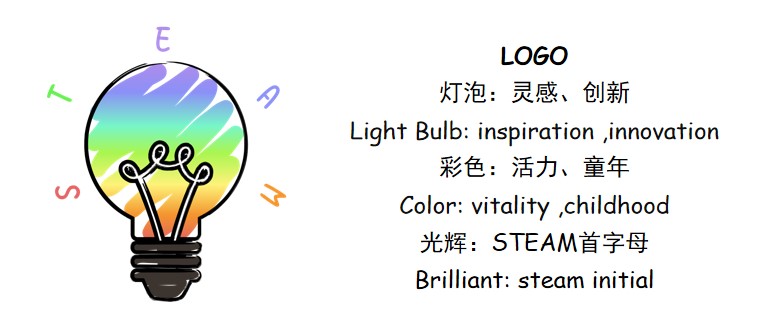 S
T
E
A
M
LOGO
灯泡：灵感、创新
Light Bulb: inspiration ,innovation
彩色：活力、童年
Color: vitality ,childhood
光辉：STEAM首字母
Brilliant: steam initial